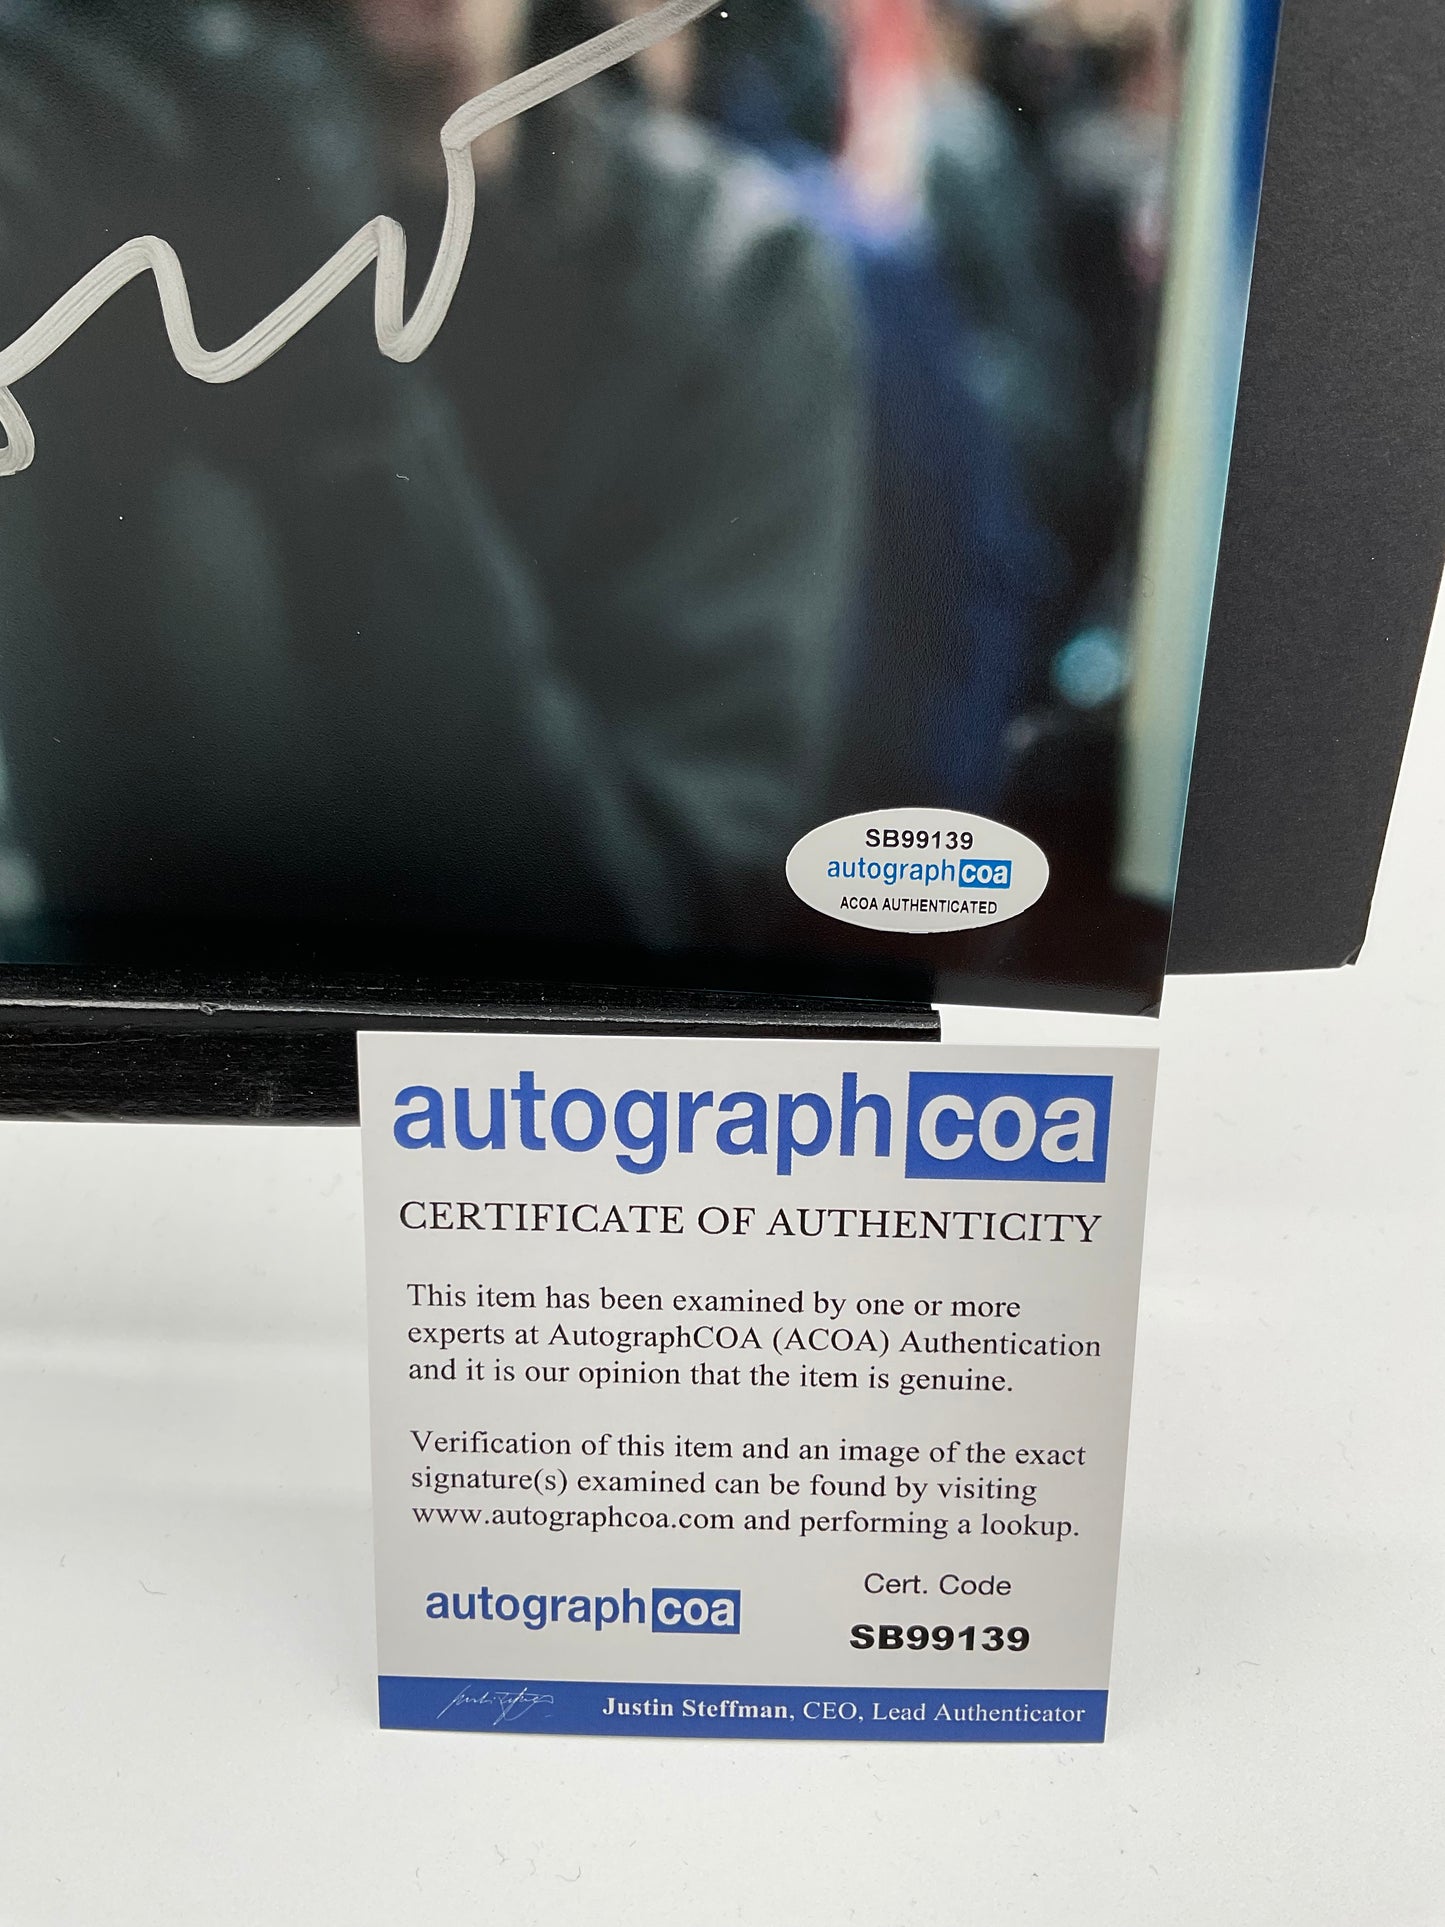 SB99139
autographcoa
ACOA AUTHENTICATED
autographcoa
CERTIFICATE OF AUTHENTICITY
This item has been examined by one or more
experts at AutographCOA (ACOA) Authentication
and it is our opinion that the item is genuine.
Verification of this item and an image of the exact
signature(s) examined can be found by visiting
www.autographcoa.com and performing a lookup.
Cert. Code
autographcoa
SB99139
Justin Steffman, CEO, Lead Authenticator